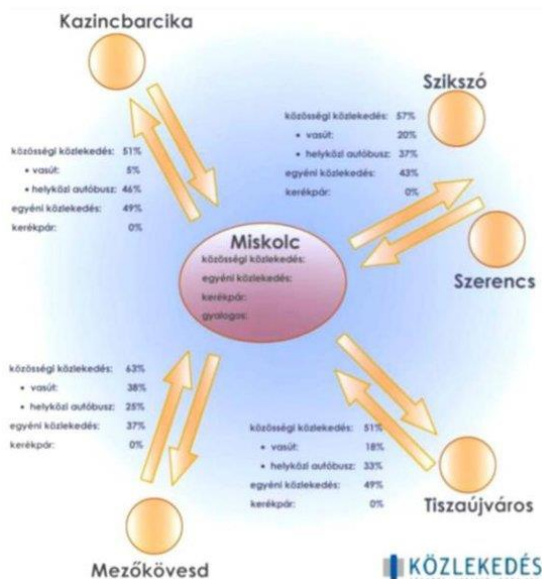 Kazincbarcika
Szikszó
közösségi közlekedés: 57%
• vasút: 20%
• helyközi autóbusz: 37%
egyéni közlekedés: 43%
kerékpár: 0%
közösségi közlekedés: 51%
• vasút: 5%
• helyközi autóbusz: 46%
egyéni közlekedés: 49%
kerékpár: 0%
Miskolc
közösségi közlekedés:
egyéni közlekedés:
kerékpár:
gyalogos:
Szerencs
közösségi közlekedés: 63%
• vasút: 38%
• helyközi autóbusz: 25%
egyéni közlekedés: 37%
kerékpár: 0%
közösségi közlekedés: 51%
• vasút: 18%
• helyközi autóbusz: 33%
egyéni közlekedés: 49%
kerékpár: 0%
Tiszaújváros
Mezőkövesd
KÖZLEKEDÉS